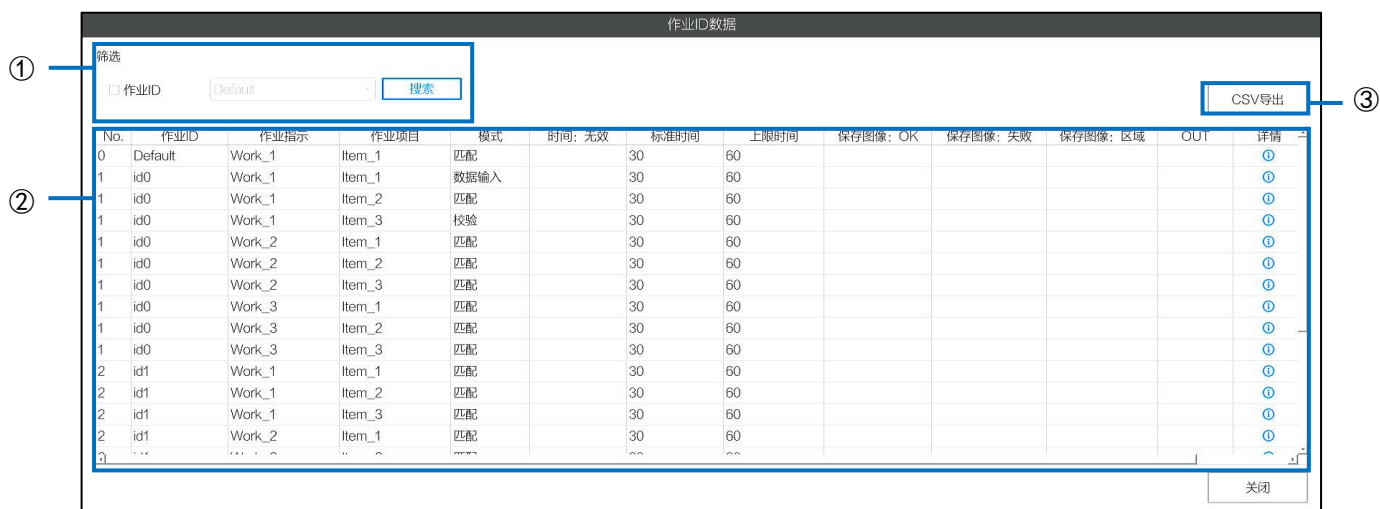 作业ID数据
筛选
①
作业ID Default 搜索
CSV导出 ③
No. 作业ID 作业指示 作业项目 模式 时间：无效 标准时间 上限时间 保存图像：OK 保存图像：失败 保存图像：区域 OUT 详情
0 Default Work_1 Item_1 匹配 30 60
1 id0 Work_1 Item_1 数据输入 30 60
② 1 id0 Work_1 Item_2 匹配 30 60
1 id0 Work_1 Item_3 校验 30 60
1 id0 Work_2 Item_1 匹配 30 60
1 id0 Work_2 Item_2 匹配 30 60
1 id0 Work_2 Item_3 匹配 30 60
1 id0 Work_3 Item_1 匹配 30 60
1 id0 Work_3 Item_2 匹配 30 60
1 id0 Work_3 Item_3 匹配 30 60
2 id1 Work_1 Item_1 匹配 30 60
2 id1 Work_1 Item_2 匹配 30 60
2 id1 Work_1 Item_3 匹配 30 60
2 id1 Work_2 Item_1 匹配 30 60
关闭